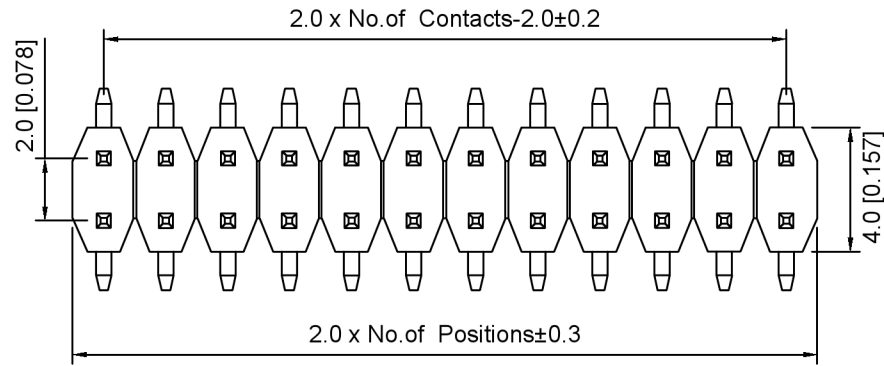 2.0 x No.of Contacts-2.0±0.2
2.0 [0.078]
4.0 [0.157]
2.0 x No.of Positions±0.3